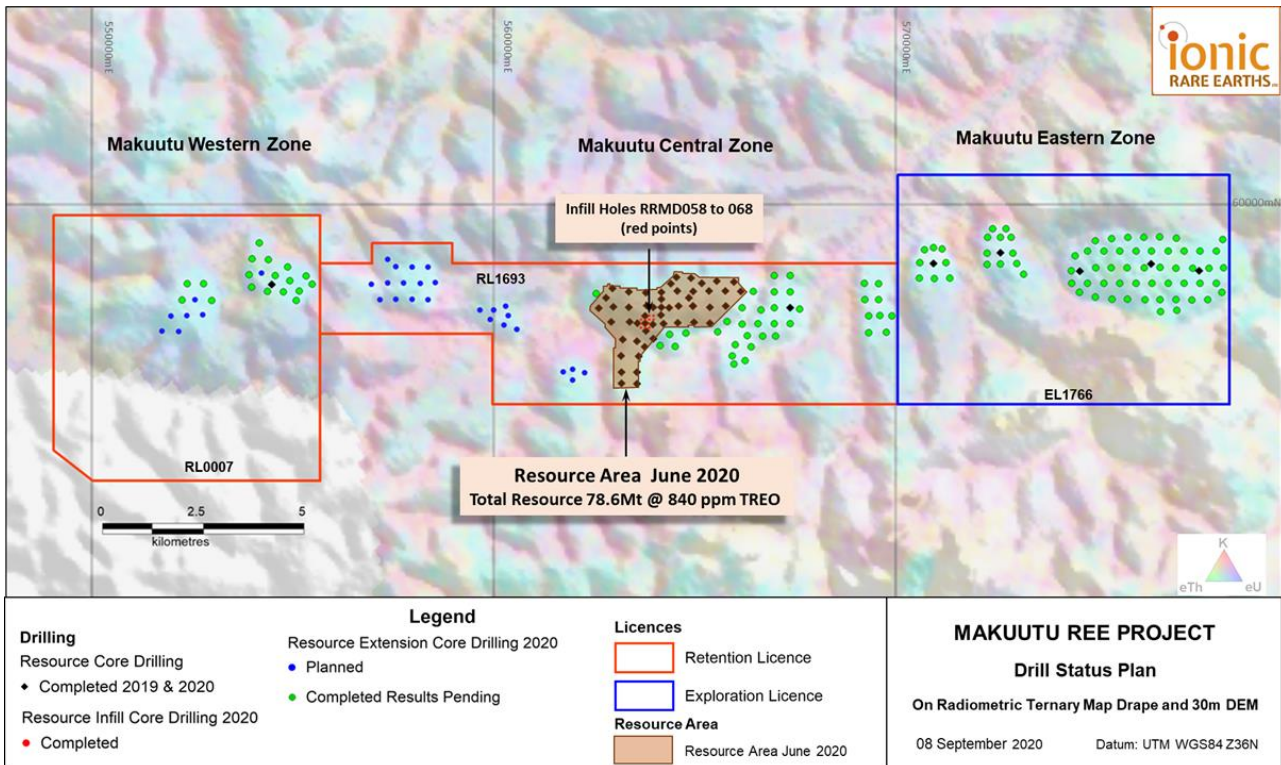 550000mE
560000mE
570000mE
ionic
RARE EARTHS
Makuutu Western Zone
Makuutu Central Zone
Makuutu Eastern Zone
60000mN
Infill Holes RRMD058 to 068
(red points)
RL1693
EL1766
RL0007
Resource Area June 2020
Total Resource 78.6Mt @ 840 ppm TREO
0 2.5 5
kilometres
K
eTh eU
Legend
Drilling
Resource Core Drilling
Completed 2019 & 2020
Resource Infill Core Drilling 2020
Completed
Resource Extension Core Drilling 2020
Planned
Completed Results Pending
Licences
Retention Licence
Exploration Licence
Resource Area
Resource Area June 2020
MAKUUTU REE PROJECT
Drill Status Plan
On Radiometric Ternary Map Drape and 30m DEM
08 September 2020 Datum: UTM WGS84 Z36N